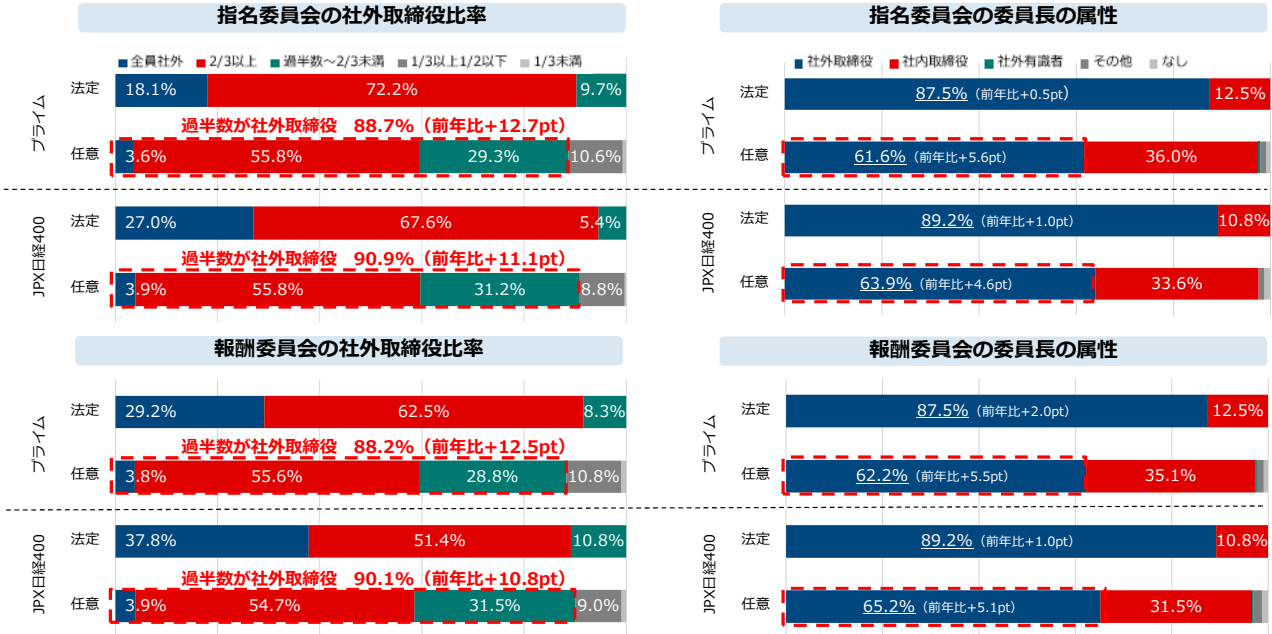 指名委員会の社外取締役比率
■全員社外 ■2/3以上 ■過半数～2/3未満 ■1/3以上1/2以下 ■1/3未満
プライム
法定
18.1% 72.2% 9.7%
過半数が社外取締役 88.7%（前年比+12.7pt）
任意
3.6% 55.8% 29.3% 10.6%
JPX日経400
法定
27.0% 67.6% 5.4%
過半数が社外取締役 90.9%（前年比+11.1pt）
任意
3.9% 55.8% 31.2% 8.8%
指名委員会の委員長の属性
■社外取締役 ■社内取締役 ■社外有識者 ■その他 ■なし
プライム
法定
87.5%（前年比+0.5pt） 12.5%
任意
61.6%（前年比+5.6pt） 36.0%
JPX日経400
法定
89.2%（前年比+1.0pt） 10.8%
任意
63.9%（前年比+4.6pt） 33.6%
報酬委員会の社外取締役比率
プライム
法定
29.2% 62.5% 8.3%
過半数が社外取締役 88.2%（前年比+12.5pt）
任意
3.8% 55.6% 28.8% 10.8%
JPX日経400
法定
37.8% 51.4% 10.8%
過半数が社外取締役 90.1%（前年比+10.8pt）
任意
3.9% 54.7% 31.5% 9.0%
報酬委員会の委員長の属性
プライム
法定
87.5%（前年比+2.0pt） 12.5%
任意
62.2%（前年比+5.5pt） 35.1%
JPX日経400
法定
89.2%（前年比+1.0pt） 10.8%
任意
65.2%（前年比+5.1pt） 31.5%